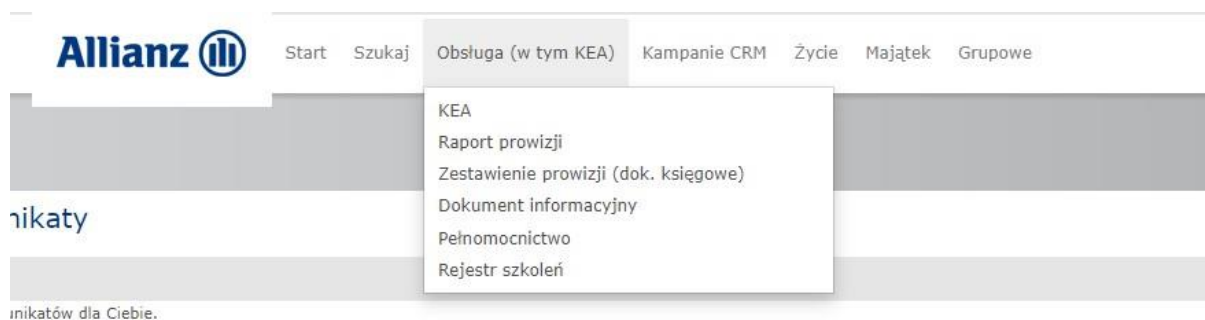 Allianz Start Szukaj Obsługa (w tym KEA) Kampanie CRM Życie Majątek Grupowe
KEA
Raport prowizji
Zestawienie prowizji (dok. księgowe)
Dokument informacyjny
Pełnomocnictwo
Rejestr szkoleń
nikaty
unikatów dla Ciebie.